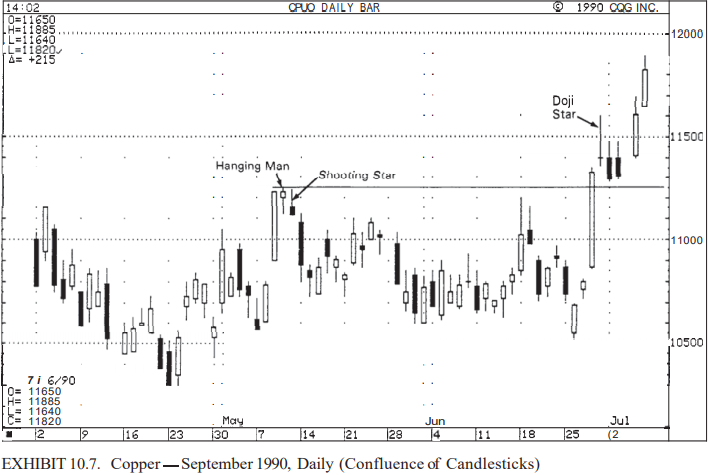 14:02 CPUO DAILY BAR © 1990 CQG INC.
O=11650
H=11885
L=11640
L=11820✓
Δ= +215
12000
Doji
Star
11500
Hanging Man
Shooting Star
11000
10500
7 i 6/90
O= 11650
H= 11885
L= 11640
C= 11820
May Jun Jul
2 9 16 23 30 7 14 21 28 4 11 18 25 (2
EXHIBIT 10.7. Copper — September 1990, Daily (Confluence of Candlesticks)